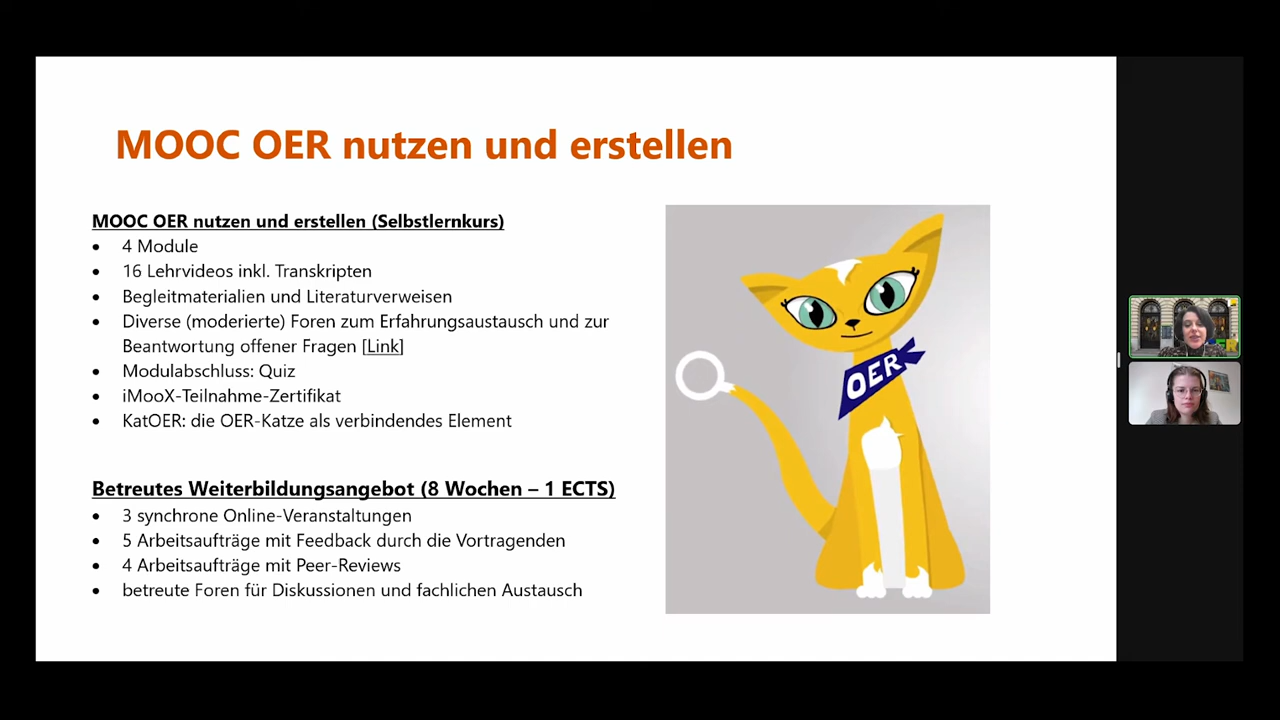 MOOC OER nutzen und erstellen
MOOC OER nutzen und erstellen (Selbstlernkurs)
• 4 Module
• 16 Lehrvideos inkl. Transkripten
• Begleitmaterialien und Literaturverweisen
• Diverse (moderierte) Foren zum Erfahrungsaustausch und zur
Beantwortung offener Fragen [Link]
• Modulabschluss: Quiz
• iMooX-Teilnahme-Zertifikat
• KatOER: die OER-Katze als verbindendes Element
Betreutes Weiterbildungsangebot (8 Wochen – 1 ECTS)
• 3 synchrone Online-Veranstaltungen
• 5 Arbeitsaufträge mit Feedback durch die Vortragenden
• 4 Arbeitsaufträge mit Peer-Reviews
• betreute Foren für Diskussionen und fachlichen Austausch
OER